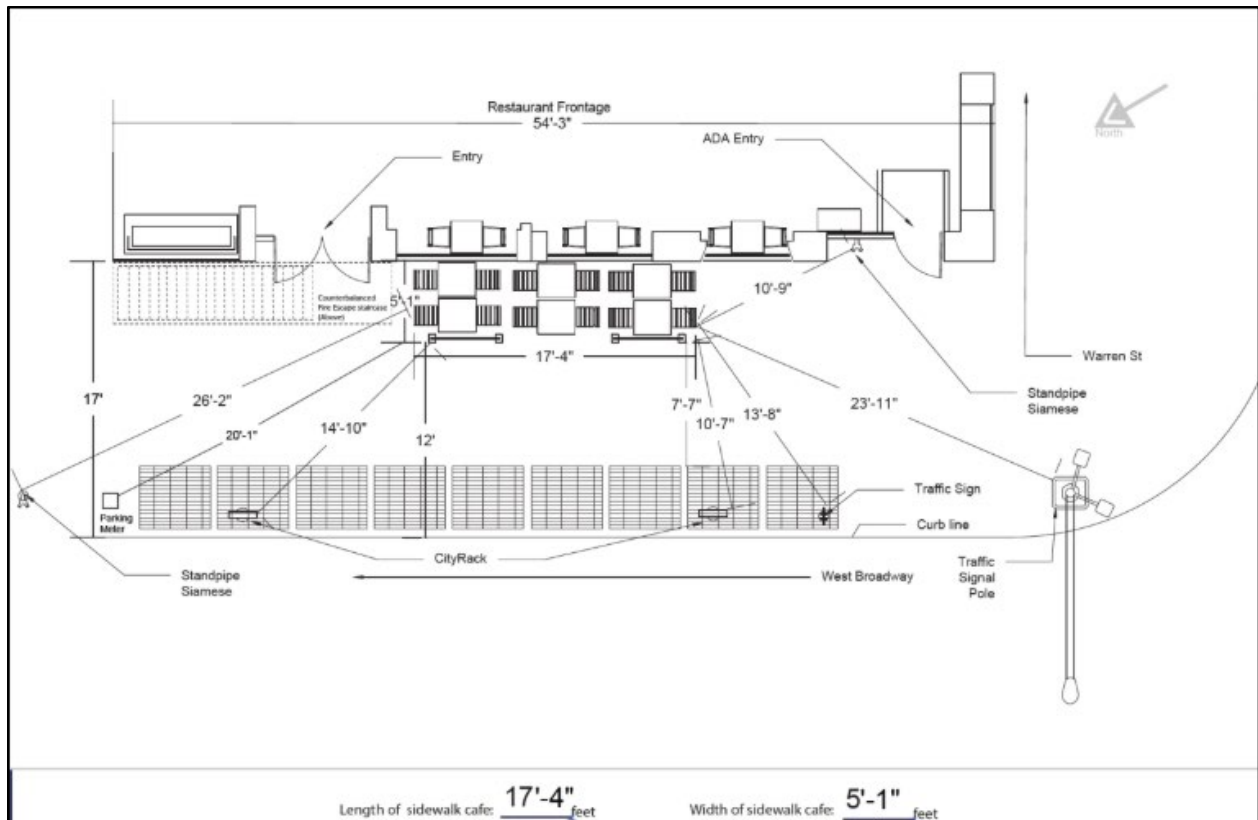 Restaurant Frontage
54'-3"
North
ADA Entry
Entry
Counterbalanced
Fire Escape staircase
(Above)
5'-1"
10'-9"
17'-4"
Warren St
Standpipe
Siamese
17'
26'-2"
20'-1"
14'-10"
12'
7'-7"
10'-7"
13'-8"
23'-11"
Parking
Meter
Traffic Sign
Curb line
CityRack
Standpipe
Siamese
West Broadway
Traffic
Signal
Pole
Length of sidewalk cafe: 17'-4" feet
Width of sidewalk cafe: 5'-1" feet